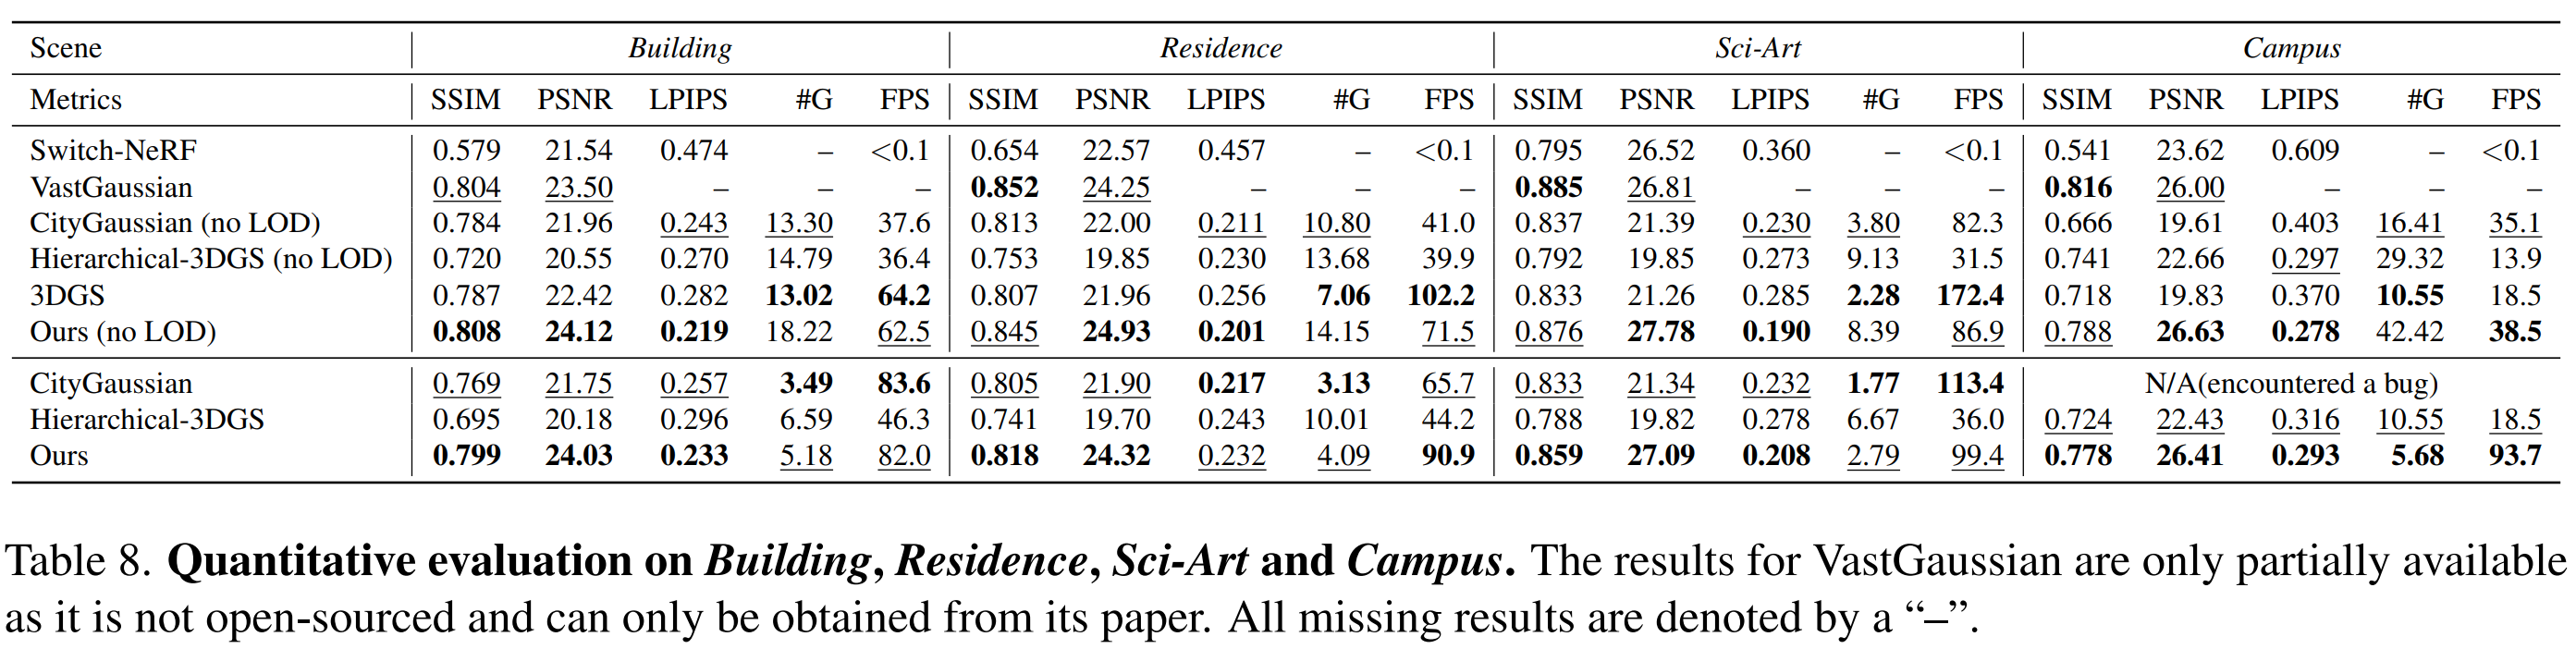 Scene Building Residence Sci-Art Campus
Metrics SSIM PSNR LPIPS #G FPS SSIM PSNR LPIPS #G FPS SSIM PSNR LPIPS #G FPS SSIM PSNR LPIPS #G FPS
Switch-NeRF 0.579 21.54 0.474 – <0.1 0.654 22.57 0.457 – <0.1 0.795 26.52 0.360 – <0.1 0.541 23.62 0.609 – <0.1
VastGaussian 0.804 23.50 – – – 0.852 24.25 – – – 0.885 26.81 – – – 0.816 26.00 – – –
CityGaussian (no LOD) 0.784 21.96 0.243 13.30 37.6 0.813 22.00 0.211 10.80 41.0 0.837 21.39 0.230 3.80 82.3 0.666 19.61 0.403 16.41 35.1
Hierarchical-3DGS (no LOD) 0.720 20.55 0.270 14.79 36.4 0.753 19.85 0.230 13.68 39.9 0.792 19.85 0.273 9.13 31.5 0.741 22.66 0.297 29.32 13.9
3DGS 0.787 22.42 0.282 13.02 64.2 0.807 21.96 0.256 7.06 102.2 0.833 21.26 0.285 2.28 172.4 0.718 19.83 0.370 10.55 18.5
Ours (no LOD) 0.808 24.12 0.219 18.22 62.5 0.845 24.93 0.201 14.15 71.5 0.876 27.78 0.190 8.39 86.9 0.788 26.63 0.278 42.42 38.5
CityGaussian 0.769 21.75 0.257 3.49 83.6 0.805 21.90 0.217 3.13 65.7 0.833 21.34 0.232 1.77 113.4 N/A(encountered a bug)
Hierarchical-3DGS 0.695 20.18 0.296 6.59 46.3 0.741 19.70 0.243 10.01 44.2 0.788 19.82 0.278 6.67 36.0 0.724 22.43 0.316 10.55 18.5
Ours 0.799 24.03 0.233 5.18 82.0 0.818 24.32 0.232 4.09 90.9 0.859 27.09 0.208 2.79 99.4 0.778 26.41 0.293 5.68 93.7
Table 8. Quantitative evaluation on Building, Residence, Sci-Art and Campus. The results for VastGaussian are only partially available
as it is not open-sourced and can only be obtained from its paper. All missing results are denoted by a “–”.